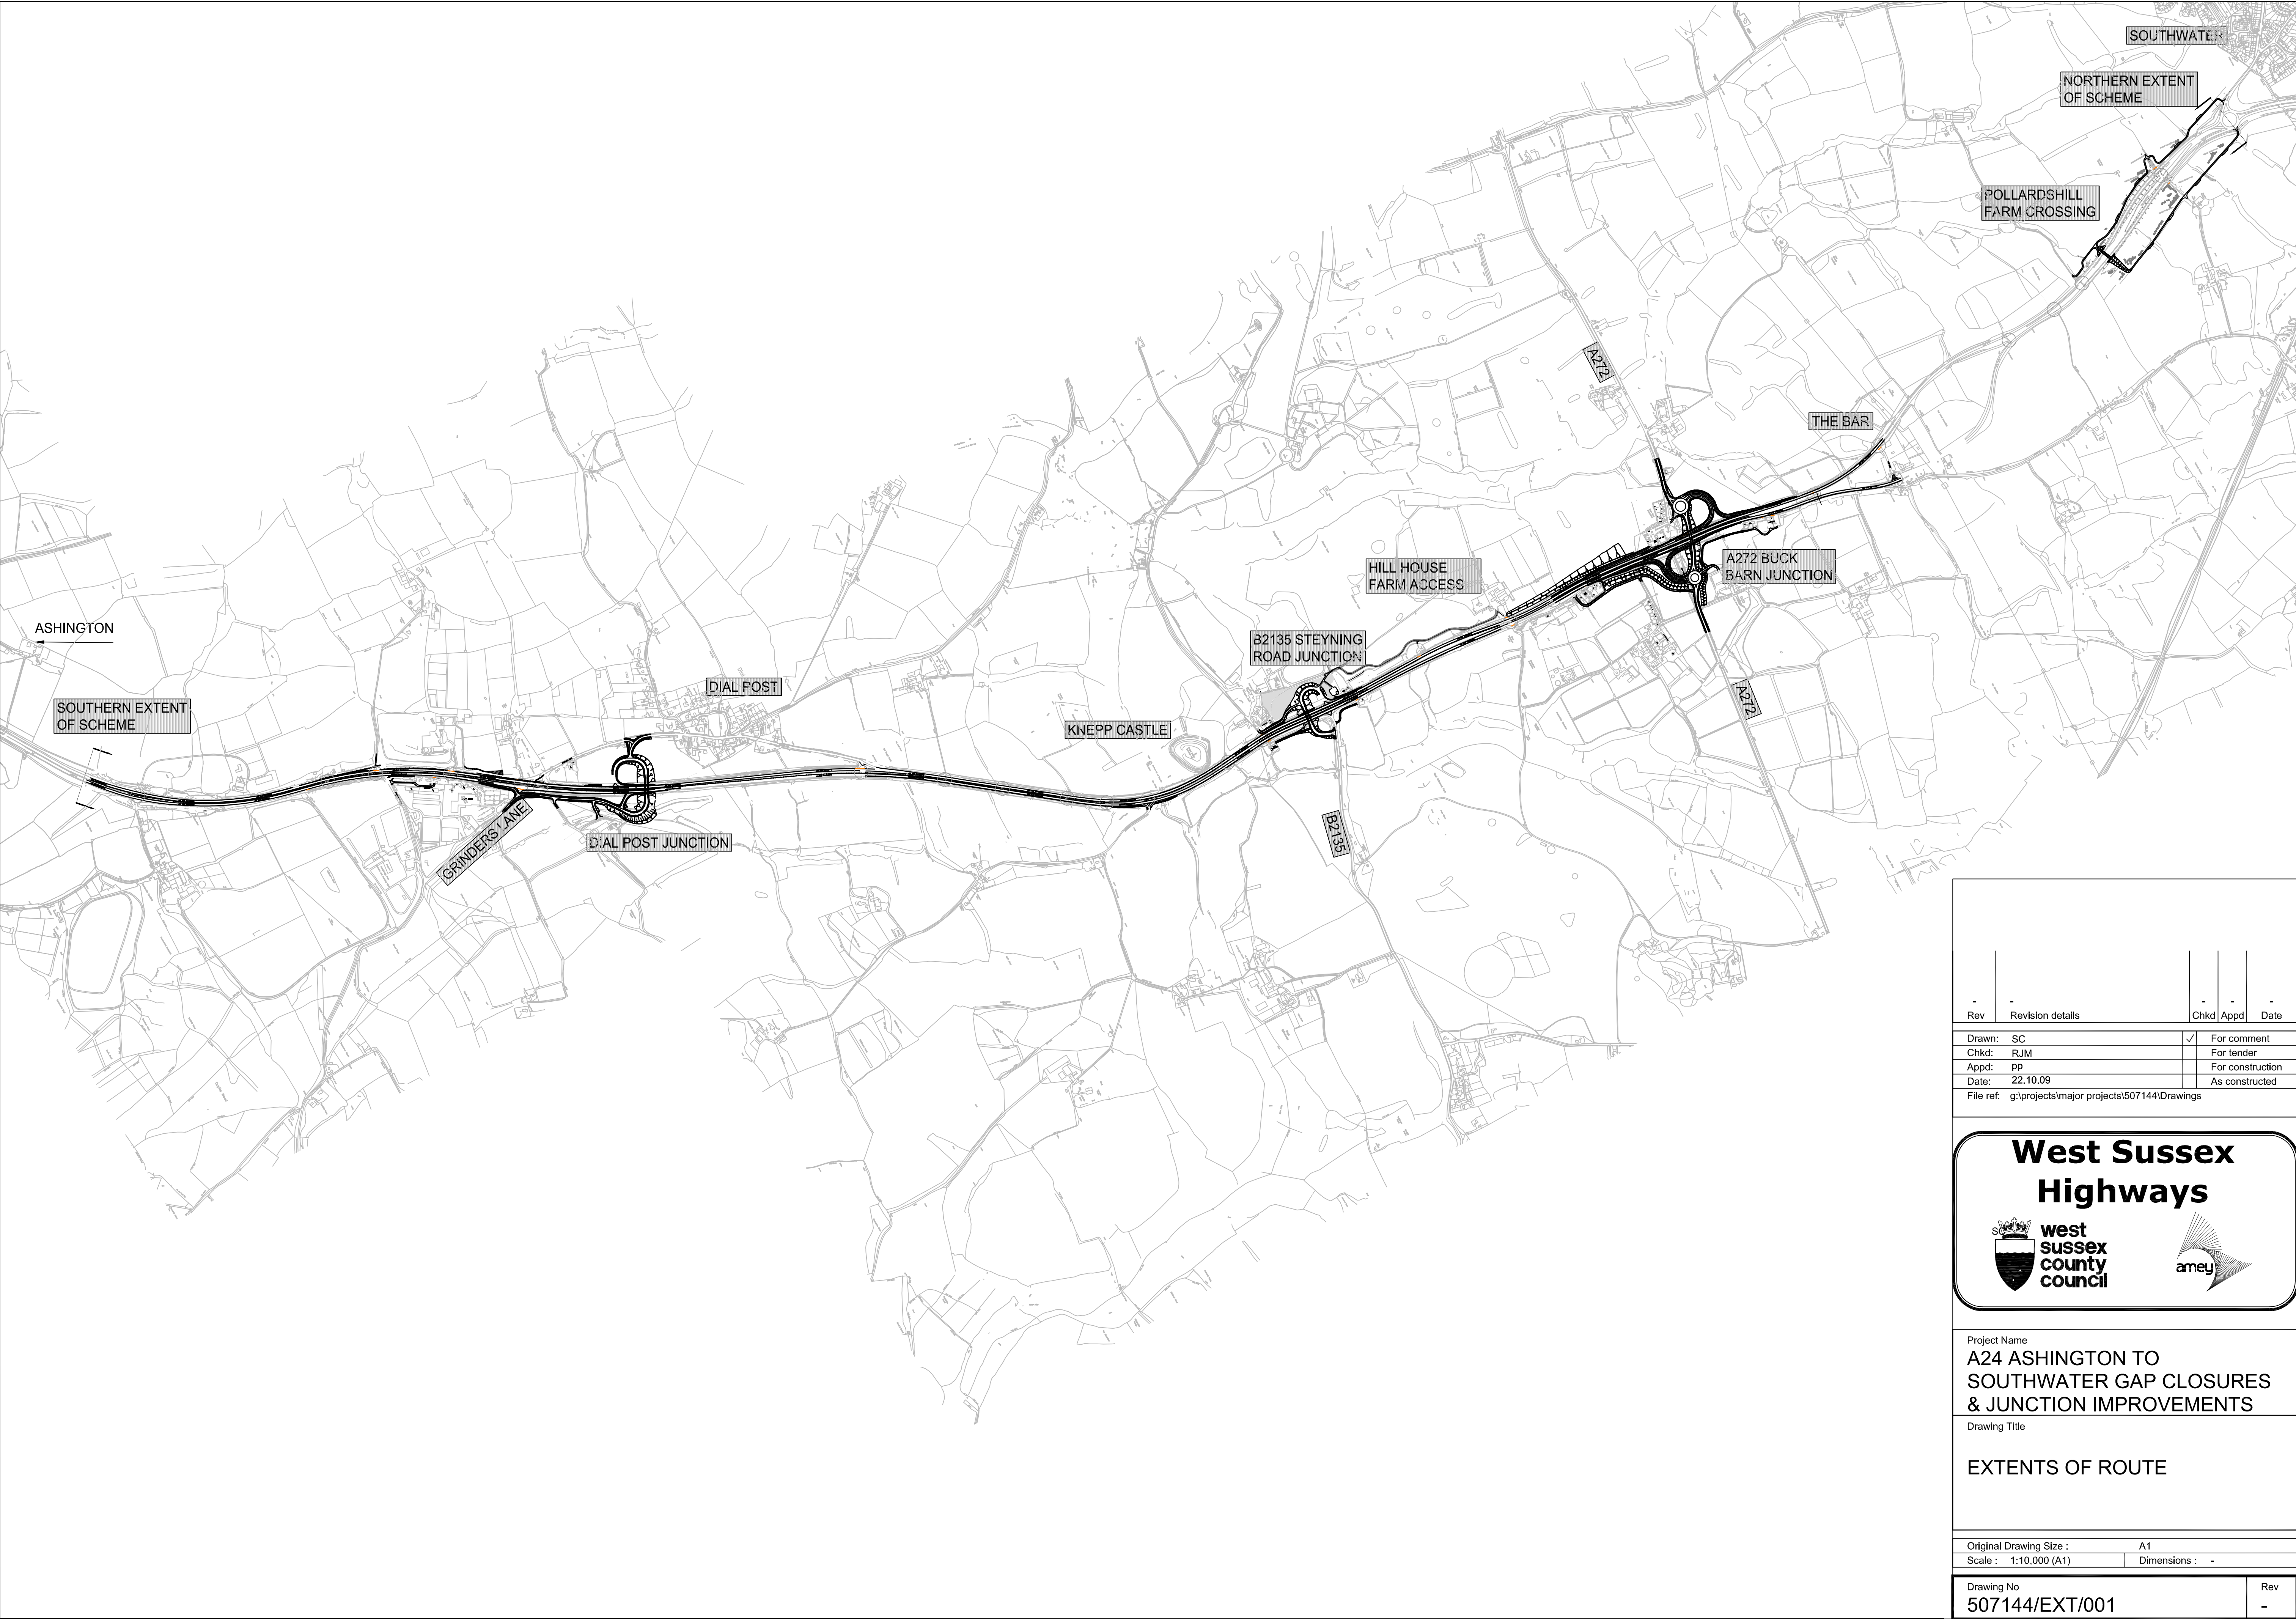 SOUTHWATER
NORTHERN EXTENT
OF SCHEME
POLLARDSHILL
FARM CROSSING
A272
THE BAR
HILL HOUSE
FARM ACCESS
A272 BUCK
BARN JUNCTION
ASHINGTON
B2135 STEYNING
ROAD JUNCTION
DIAL POST
SOUTHERN EXTENT
OF SCHEME
KNEPP CASTLE
A272
GRINDERS LANE
DIAL POST JUNCTION
B2135
- - - - -
Rev Revision details Chkd Appd Date
Drawn: SC ✓ For comment
Chkd: RJM For tender
Appd: PP For construction
Date: 22.10.09 As constructed
File ref: g:\projects\major projects\507144\Drawings
West Sussex
Highways
west
sussex
county
council
amey
Project Name
A24 ASHINGTON TO
SOUTHWATER GAP CLOSURES
& JUNCTION IMPROVEMENTS
Drawing Title
EXTENTS OF ROUTE
Original Drawing Size : A1
Scale : 1:10,000 (A1) Dimensions : -
Drawing No Rev
507144/EXT/001 -